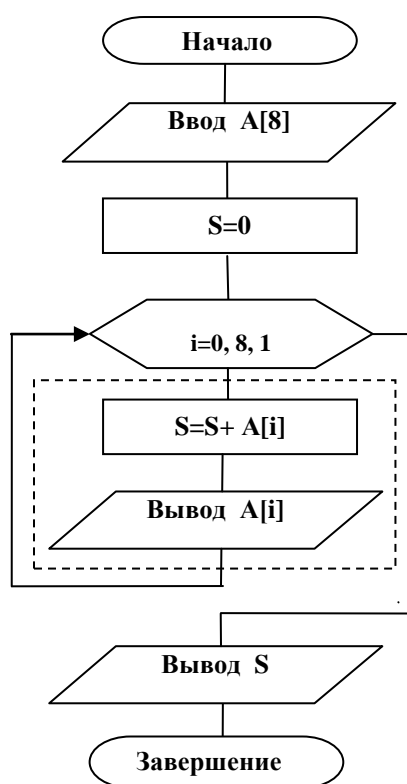 Начало
Ввод A[8]
S=0
i=0, 8, 1
S=S+ A[i]
Вывод A[i]
.
Вывод S
Завершение